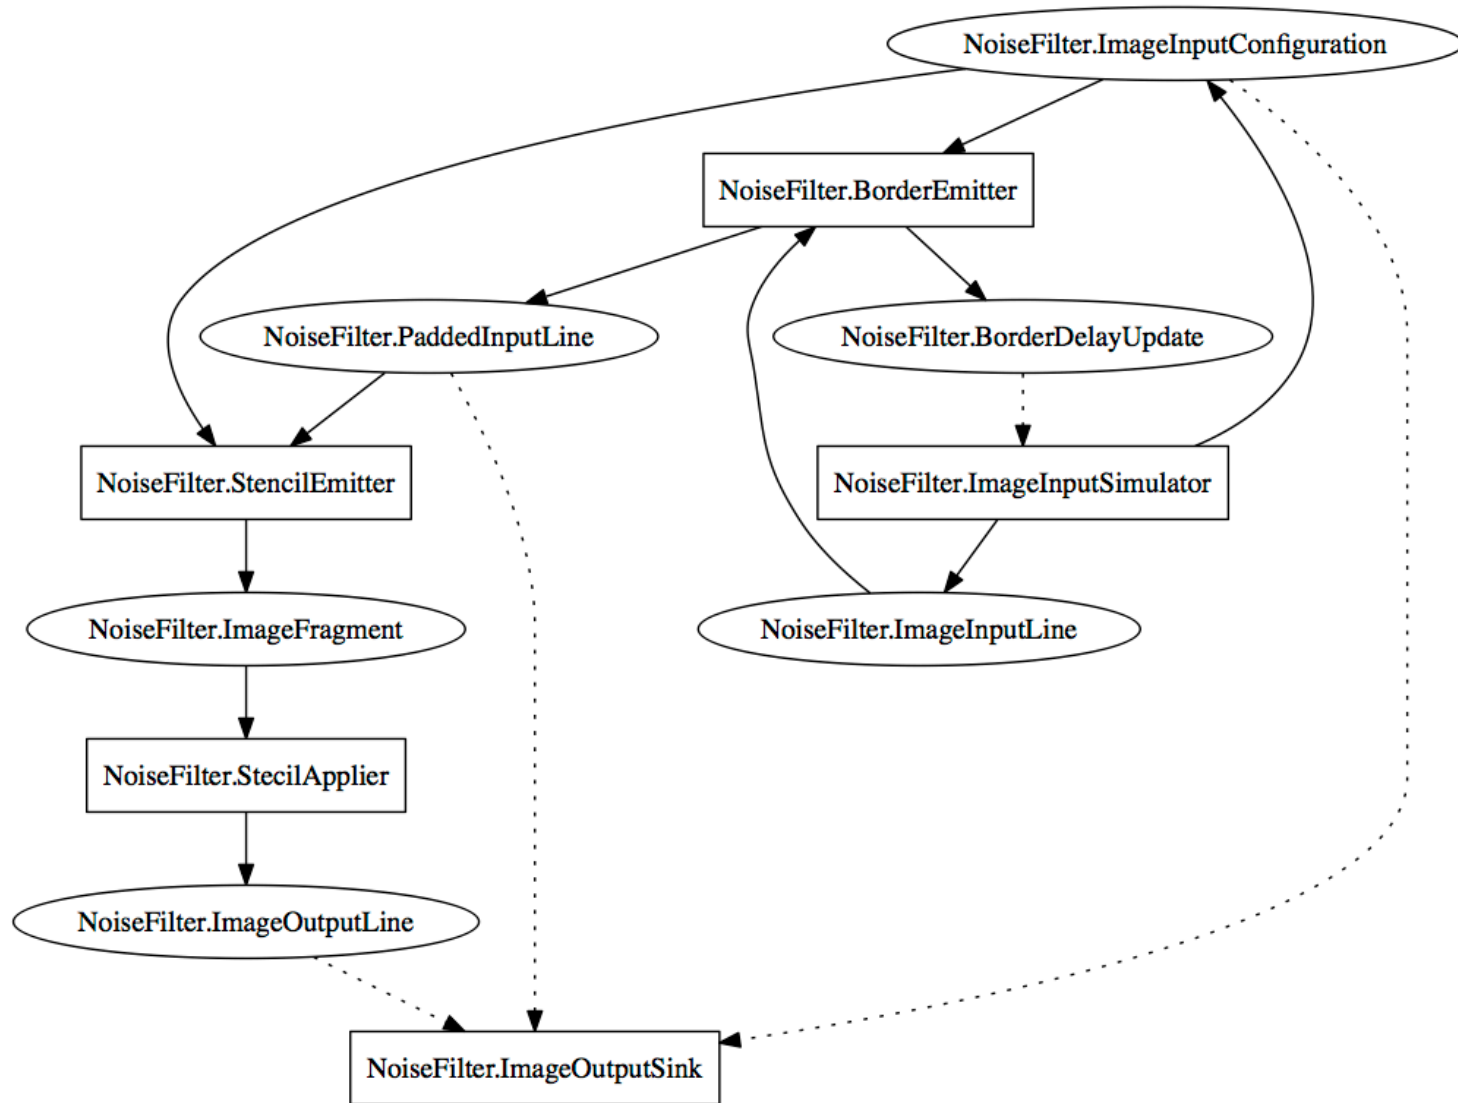 NoiseFilter.ImageInputConfiguration
NoiseFilter.BorderEmitter
NoiseFilter.PaddedInputLine
NoiseFilter.BorderDelayUpdate
NoiseFilter.StencilEmitter
NoiseFilter.ImageInputSimulator
NoiseFilter.ImageFragment
NoiseFilter.ImageInputLine
NoiseFilter.StecilApplier
NoiseFilter.ImageOutputLine
NoiseFilter.ImageOutputSink